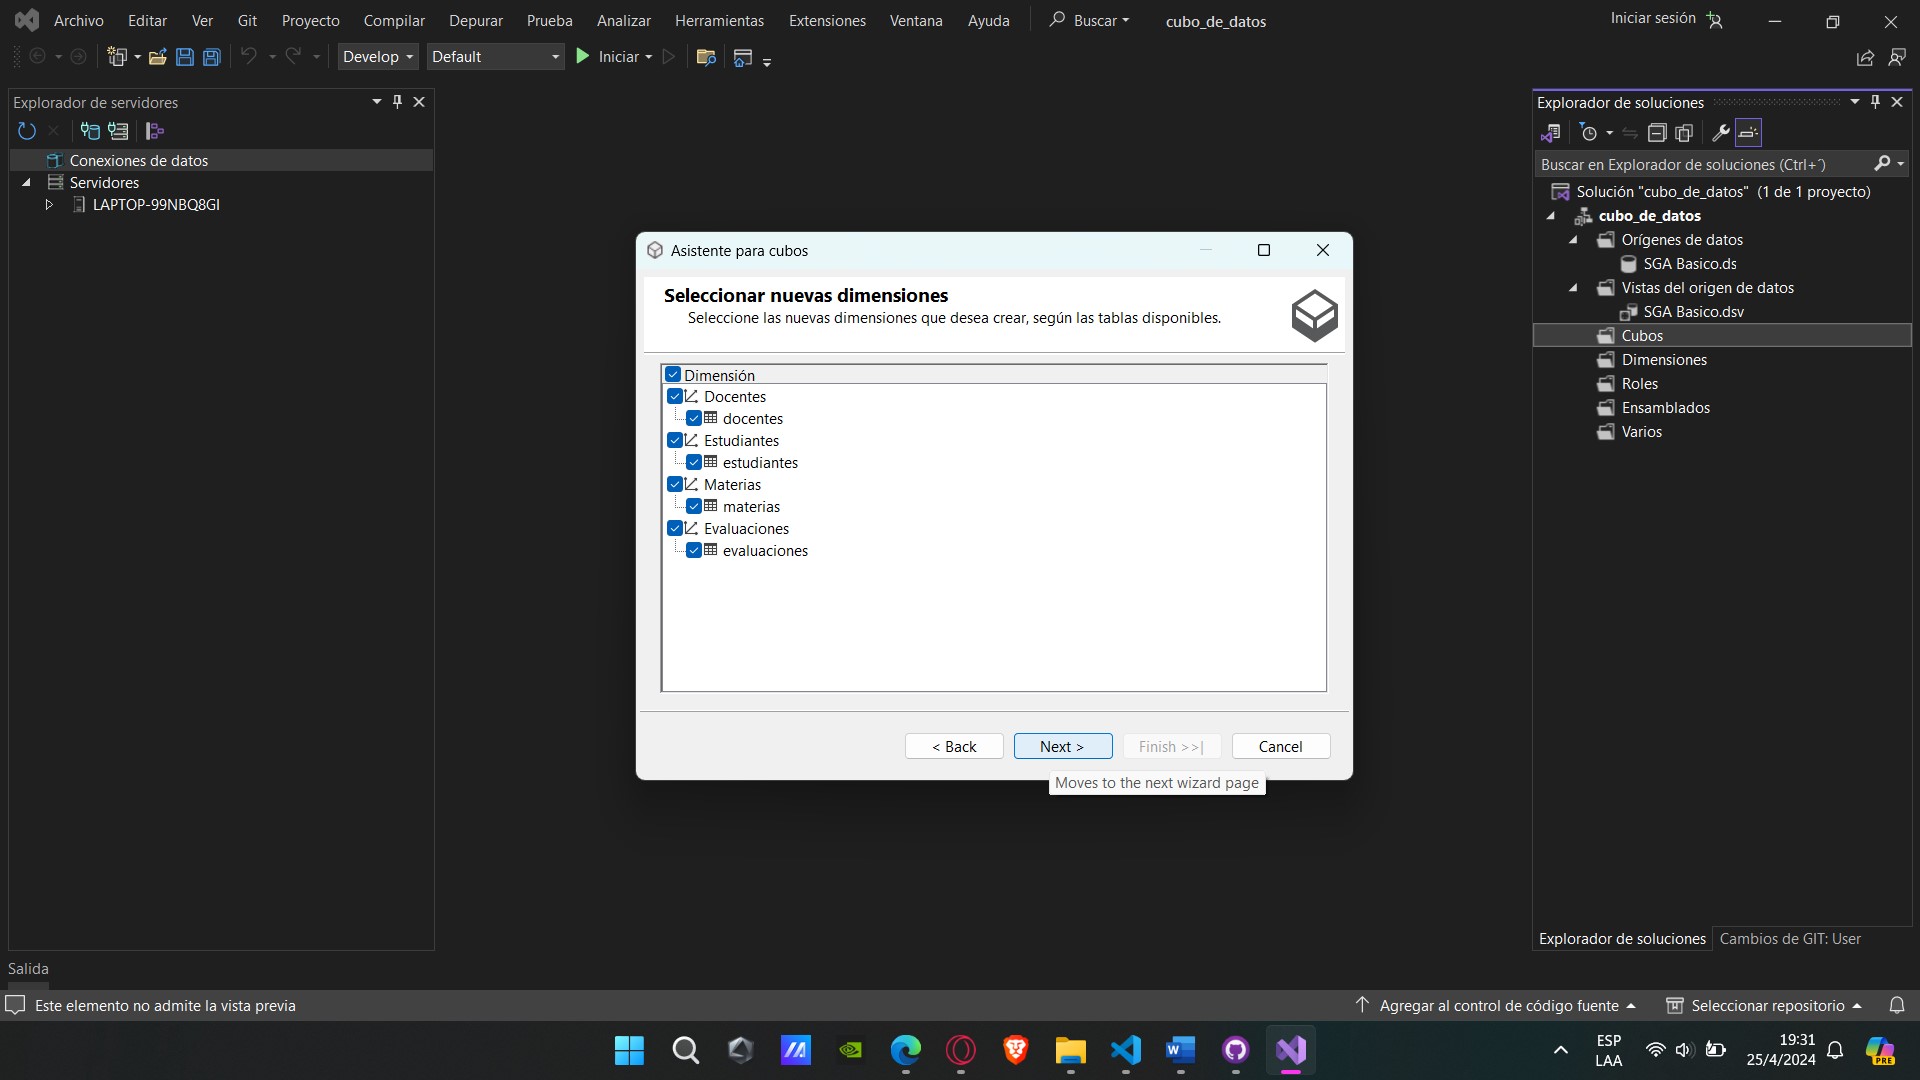 Archivo Editar Ver Git Proyecto Compilar Depurar Prueba Analizar Herramientas Extensiones Ventana Ayuda Buscar cubo_de_datos Iniciar sesión
Develop Default Iniciar
Explorador de servidores
Conexiones de datos
Servidores
LAPTOP-99NBQ8GI
Asistente para cubos
Seleccionar nuevas dimensiones
Seleccione las nuevas dimensiones que desea crear, según las tablas disponibles.
Dimensión
Docentes
docentes
Estudiantes
estudiantes
Materias
materias
Evaluaciones
evaluaciones
< Back Next > Finish >>| Cancel
Moves to the next wizard page
Explorador de soluciones
Buscar en Explorador de soluciones (Ctrl+´)
Solución "cubo_de_datos" (1 de 1 proyecto)
cubo_de_datos
Orígenes de datos
SGA Basico.ds
Vistas del origen de datos
SGA Basico.dsv
Cubos
Dimensiones
Roles
Ensamblados
Varios
Explorador de soluciones Cambios de GIT: User
Salida
Este elemento no admite la vista previa Agregar al control de código fuente Seleccionar repositorio
ESP
LAA
19:31
25/4/2024
PRE